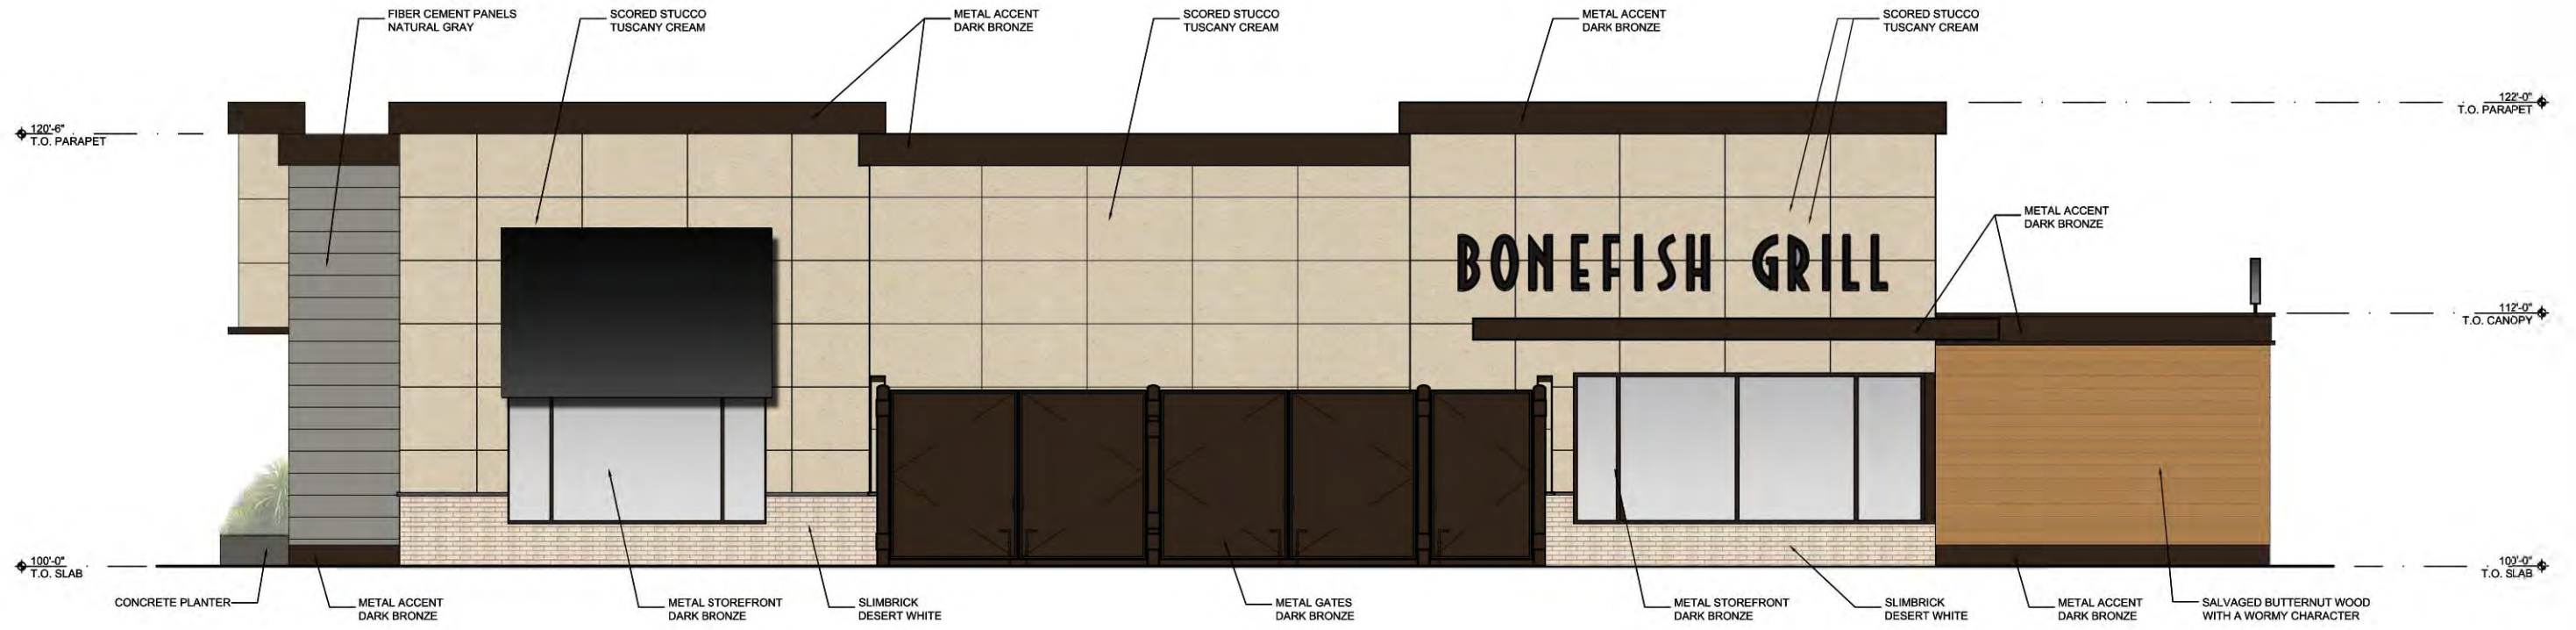 FIBER CEMENT PANELS
NATURAL GRAY
SCORED STUCCO
TUSCANY CREAM
METAL ACCENT
DARK BRONZE
SCORED STUCCO
TUSCANY CREAM
METAL ACCENT
DARK BRONZE
SCORED STUCCO
TUSCANY CREAM
122'-0"
T.O. PARAPET
120'-6"
T.O. PARAPET
METAL ACCENT
DARK BRONZE
BONEFISH GRILL
112'-0"
T.O. CANOPY
100'-0"
T.O. SLAB
100'-0"
T.O. SLAB
CONCRETE PLANTER
METAL ACCENT
DARK BRONZE
METAL STOREFRONT
DARK BRONZE
SLIMBRICK
DESERT WHITE
METAL GATES
DARK BRONZE
METAL STOREFRONT
DARK BRONZE
SLIMBRICK
DESERT WHITE
METAL ACCENT
DARK BRONZE
SALVAGED BUTTERNUT WOOD
WITH A WORMY CHARACTER